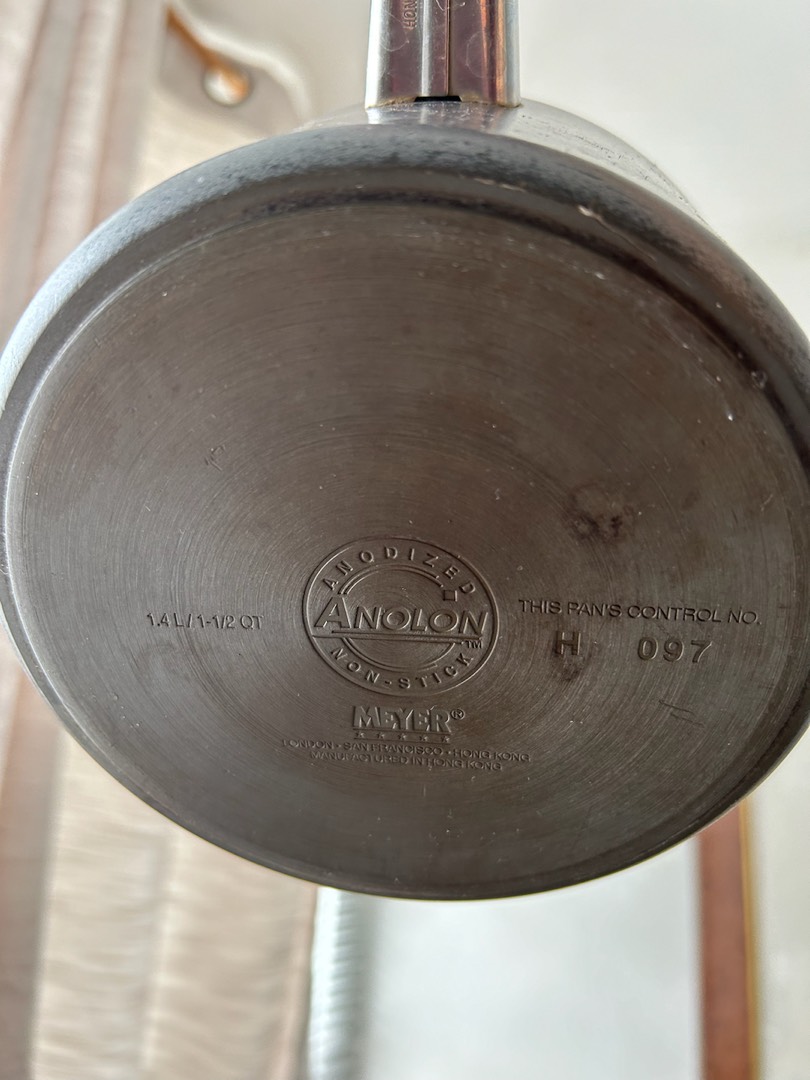 ANODIZED
ANOLON™
NON-STICK
1.4 L / 1-1/2 QT
THIS PAN'S CONTROL NO.
H 097
MEYER®
LONDON • SAN FRANCISCO • HONG KONG
MANUFACTURED IN HONG KONG